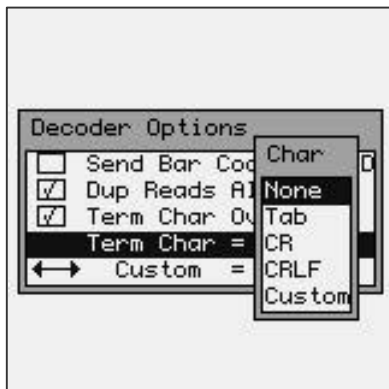 Decoder Options
Send Bar Coo D
Dup Reads Al
Term Char Ov
Term Char =
Custom =
Char
None
Tab
CR
CRLF
Custom